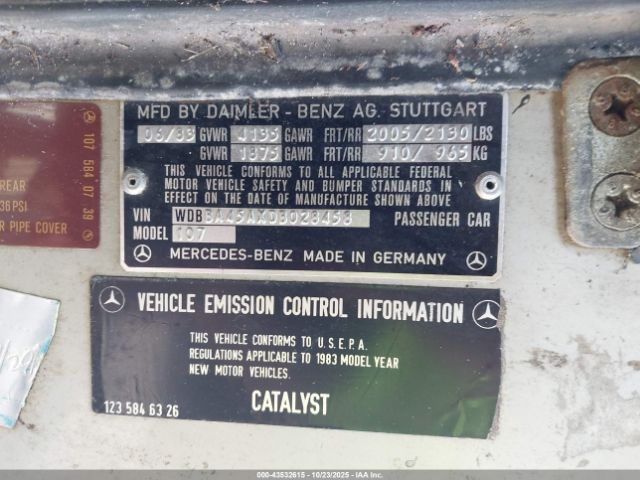 MFD BY DAIMLER - BENZ AG. STUTTGART
06/83 GVWR 4135 GAWR FRT/RR 2005/2130 LBS
GVWR 1875 GAWR FRT/RR 910/ 965 KG
THIS VEHICLE CONFORMS TO ALL APPLICABLE FEDERAL
MOTOR VEHICLE SAFETY AND BUMPER STANDARDS IN
EFFECT ON THE DATE OF MANUFACTURE SHOWN ABOVE
VIN WDBBA45AXDB028458 PASSENGER CAR
MODEL 107
MERCEDES-BENZ MADE IN GERMANY
107 584 07 39
REAR
36 PSI
R PIPE COVER
VEHICLE EMISSION CONTROL INFORMATION
THIS VEHICLE CONFORMS TO U.S.E.P.A.
REGULATIONS APPLICABLE TO 1983 MODEL YEAR
NEW MOTOR VEHICLES.
123 584 63 26 CATALYST
000-43532615 - 10/23/2025 - IAA Inc.